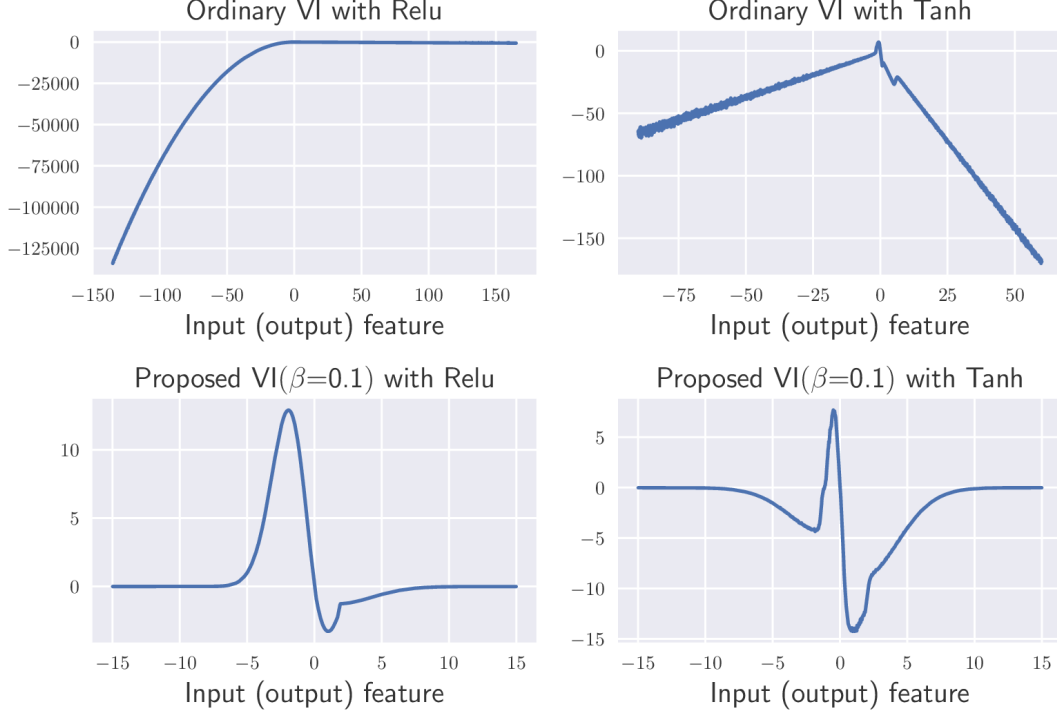 Ordinary VI with Relu
0
−25000
−50000
−75000
−100000
−125000
−150 −100 −50 0 50 100 150
Input (output) feature
Ordinary VI with Tanh
0
−50
−100
−150
−75 −50 −25 0 25 50
Input (output) feature
Proposed VI(β=0.1) with Relu
10
5
0
−15 −10 −5 0 5 10 15
Input (output) feature
Proposed VI(β=0.1) with Tanh
5
0
−5
−10
−15
−15 −10 −5 0 5 10 15
Input (output) feature